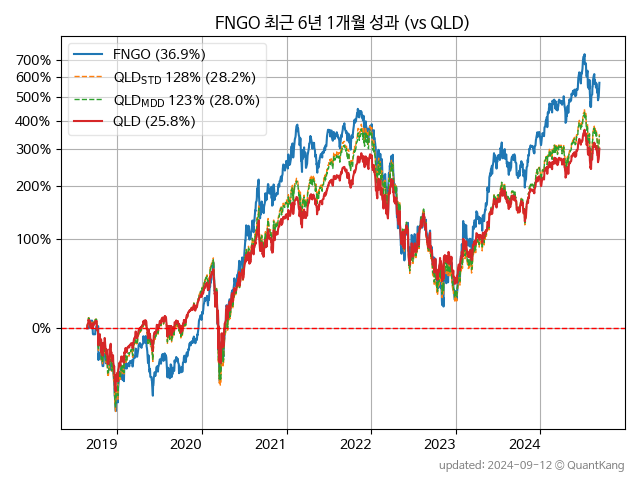 FNGO 최근 6년 1개월 성과 (vs QLD)
FNGO (36.9%)
QLD_STD 128% (28.2%)
QLD_MDD 123% (28.0%)
QLD (25.8%)
700%
600%
500%
400%
300%
200%
100%
0%
2019 2020 2021 2022 2023 2024
updated: 2024-09-12 © QuantKang